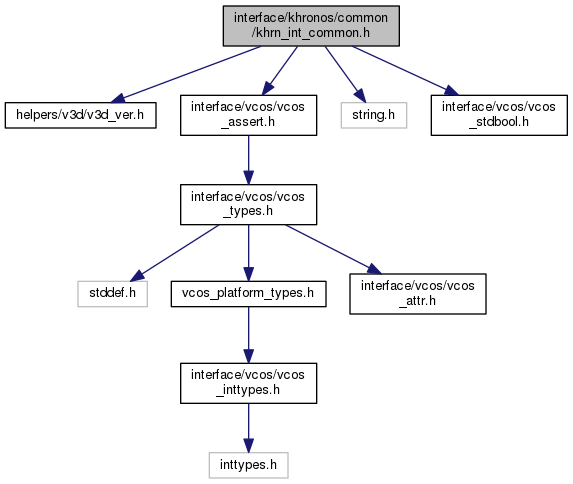 interface/khronos/common
/khrn_int_common.h
helpers/v3d/v3d_ver.h
interface/vcos/vcos
_assert.h
string.h
interface/vcos/vcos
_stdbool.h
interface/vcos/vcos
_types.h
stddef.h
vcos_platform_types.h
interface/vcos/vcos
_attr.h
interface/vcos/vcos
_inttypes.h
inttypes.h